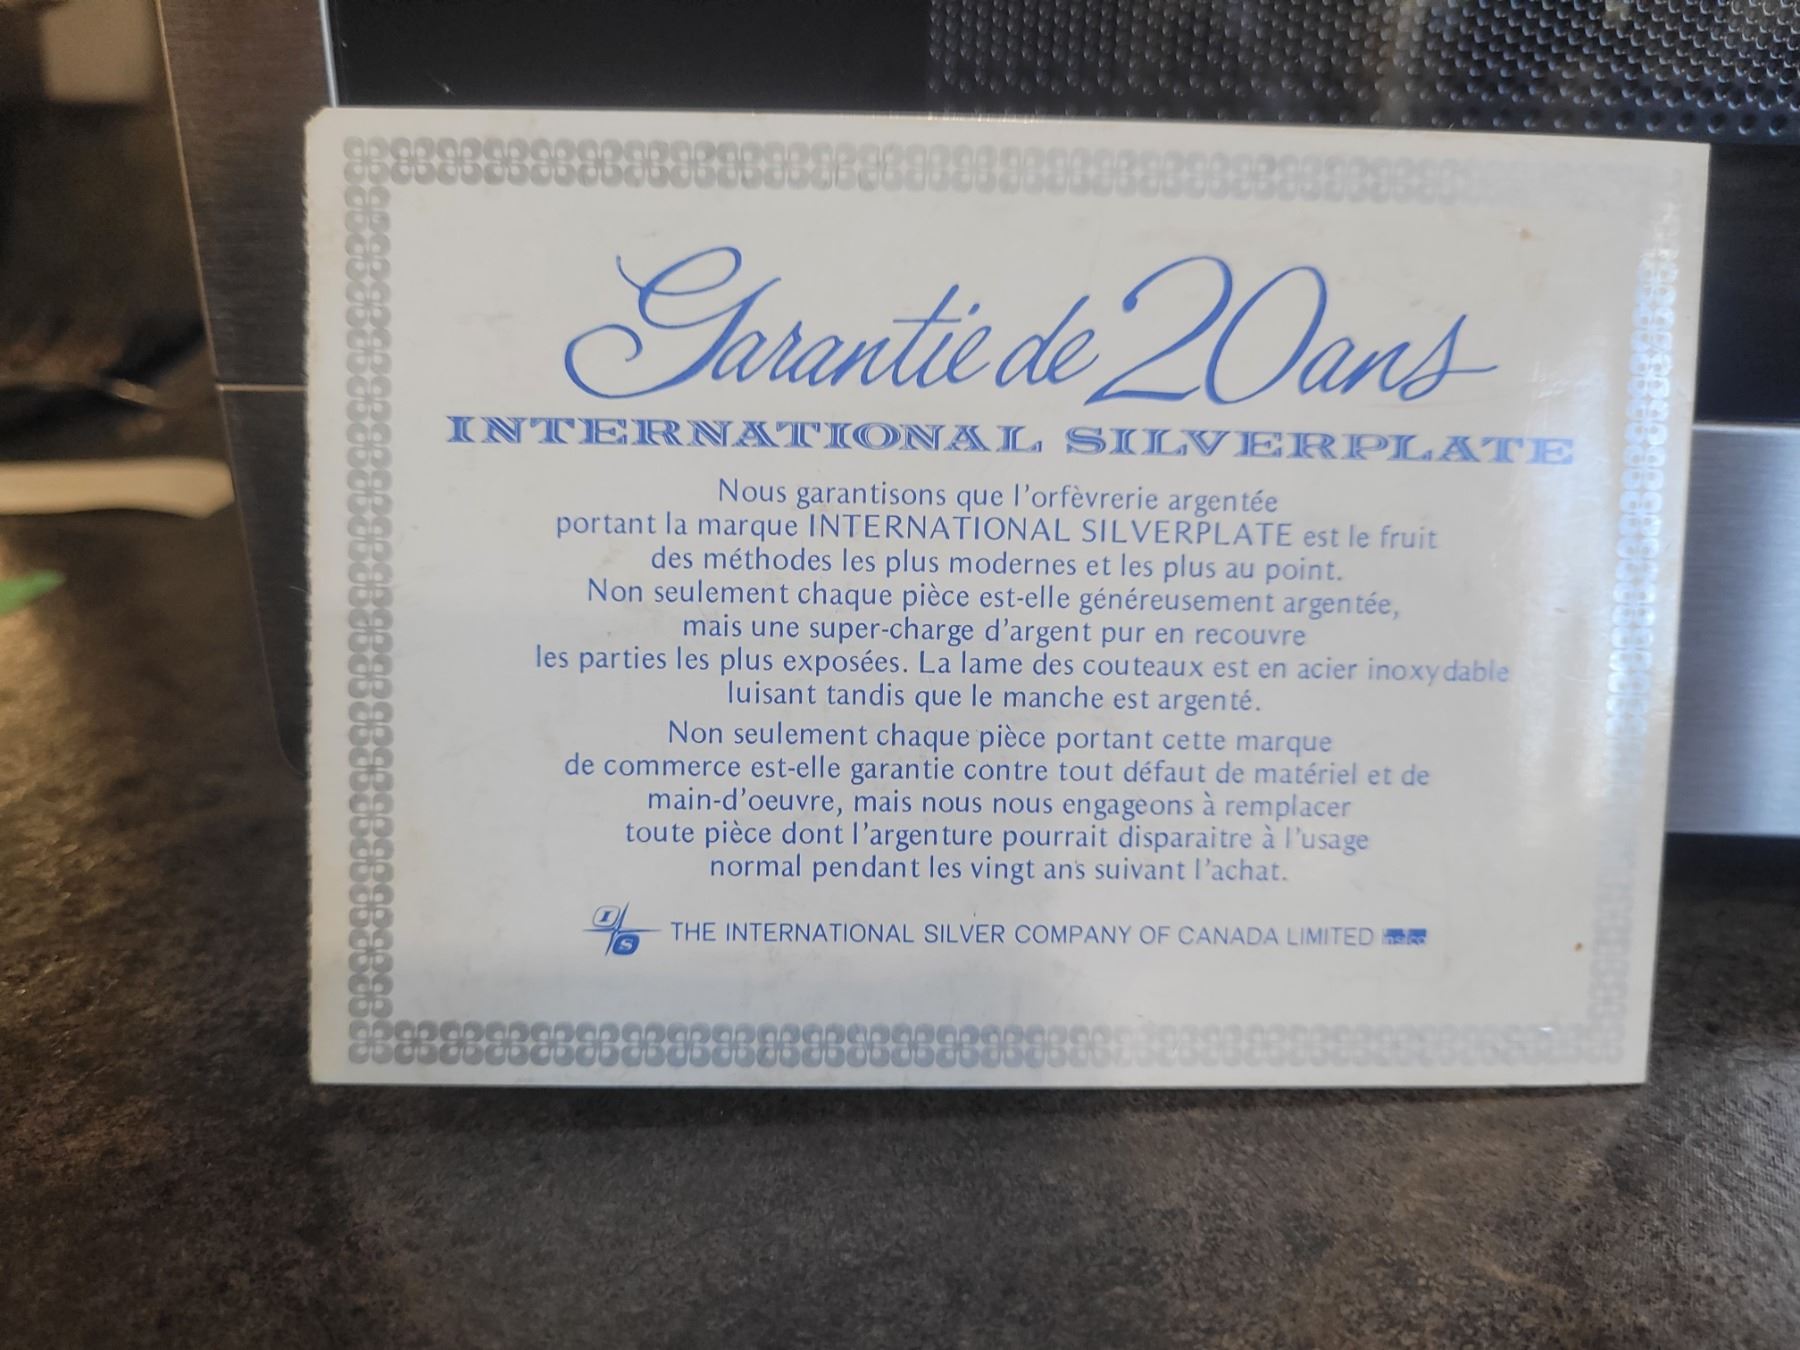 Garantie de 20 ans
INTERNATIONAL SILVERPLATE
Nous garantisons que l'orfèvrerie argentée
portant la marque INTERNATIONAL SILVERPLATE est le fruit
des méthodes les plus modernes et les plus au point.
Non seulement chaque pièce est-elle généreusement argentée,
mais une super-charge d'argent pur en recouvre
les parties les plus exposées. La lame des couteaux est en acier inoxydable
luisant tandis que le manche est argenté.
Non seulement chaque pièce portant cette marque
de commerce est-elle garantie contre tout défaut de matériel et de
main-d'oeuvre, mais nous nous engageons à remplacer
toute pièce dont l'argenture pourrait disparaitre à l'usage
normal pendant les vingt ans suivant l'achat.
I/S THE INTERNATIONAL SILVER COMPANY OF CANADA LIMITED insico